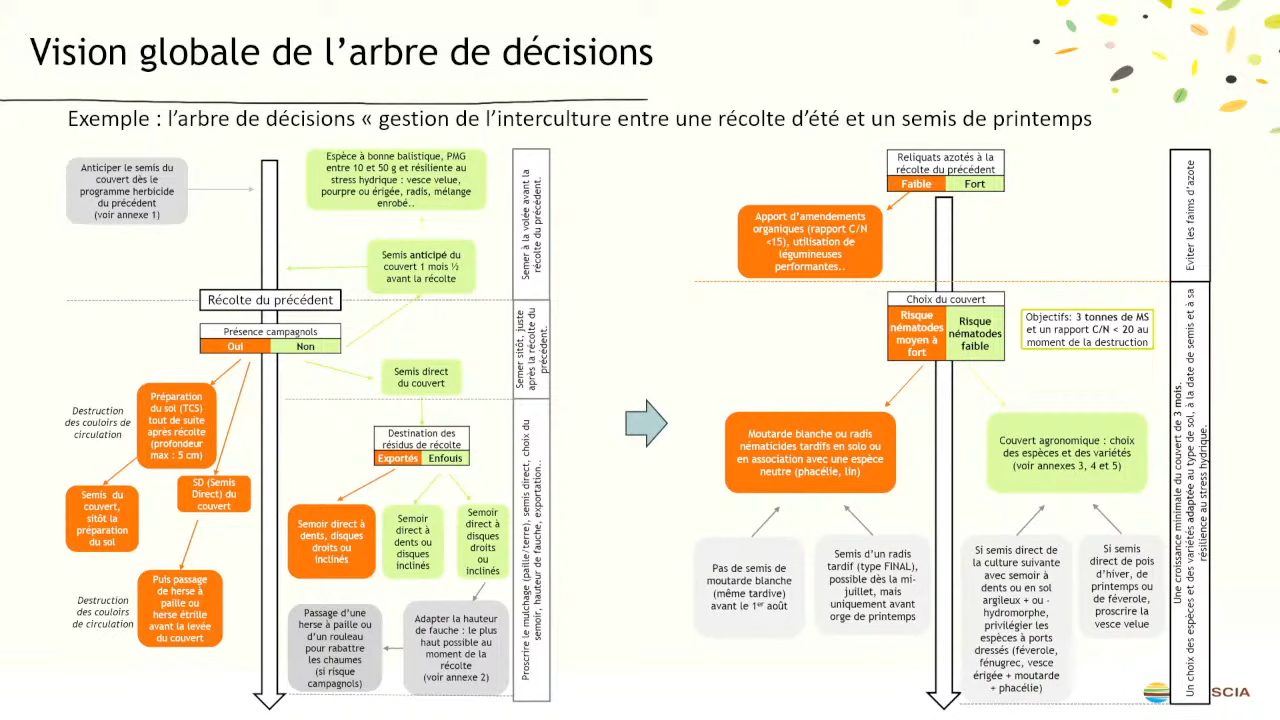 Vision globale de l’arbre de décisions
Exemple : l’arbre de décisions « gestion de l’interculture entre une récolte d’été et un semis de printemps
Anticiper le semis du
couvert dès le
programme herbicide
du précédent
(voir annexe 1)
Espèce à bonne balistique, PMG
entre 10 et 50 g et résiliente au
stress hydrique : vesce velue,
pourpre ou érigée, radis, mélange
enrobé..
Semis anticipé du
couvert 1 mois ½
avant la récolte
Semer à la volée avant la
récolte du précédent.
Récolte du précédent
Présence campagnols
Oui
Non
Semis direct
du couvert
Semer sitôt, juste
après la récolte du
précédent.
Destruction
des couloirs de
circulation
Préparation
du sol (TCS)
tout de suite
après récolte
(profondeur
max : 5 cm)
Semis du
couvert,
sitôt la
préparation
du sol
SD (Semis
Direct) du
couvert
Destruction
des couloirs
de circulation
Puis passage
de herse à
paille ou
herse étrille
avant la levée
du couvert
Destination des
résidus de récolte
Exportés
Enfouis
Semoir direct à
dents, disques
droits ou
inclinés
Semoir
direct à
dents ou
disques
inclinés
Semoir
direct à
disques
droits
ou
inclinés
Passage d’une
herse à paille ou
d’un rouleau
pour rabattre
les chaumes
(si risque
campagnols)
Adapter la hauteur
de fauche : le plus
haut possible au
moment de la
récolte
(voir annexe 2)
Proscrire le mulchage (paille/terre), semis direct, choix du
semoir, hauteur de fauche, exportation..
Reliquats azotés à la
récolte du précédent
Faible
Fort
Apport d’amendements
organiques (rapport C/N
<15), utilisation de
légumineuses
performantes..
Eviter les faims d’azote
Choix du couvert
Risque
nématodes
moyen à
fort
Risque
nématodes
faible
Objectifs: 3 tonnes de MS
et un rapport C/N < 20 au
moment de la destruction
Moutarde blanche ou radis
nématicides tardifs en solo ou
en association avec une espèce
neutre (phacélie, lin)
Couvert agronomique : choix
des espèces et des variétés
(voir annexes 3, 4 et 5)
Pas de semis de
moutarde blanche
(même tardive)
avant le 1er août
Semis d’un radis
tardif (type FINAL),
possible dès la mi-
juillet, mais
uniquement avant
orge de printemps
Si semis direct de
la culture suivante
avec semoir à
dents ou en sol
argileux + ou -
hydromorphe,
privilégier les
espèces à ports
dressés (féverole,
fénugrec, vesce
érigée + moutarde
+ phacélie)
Si semis
direct de pois
d’hiver, de
printemps ou
de féverole,
proscrire la
vesce velue
Une croissance minimale du couvert de 3 mois.
Un choix des espèces et des variétés adaptée au type de sol, à la date de semis et à sa
résilience au stress hydrique.
SCIA